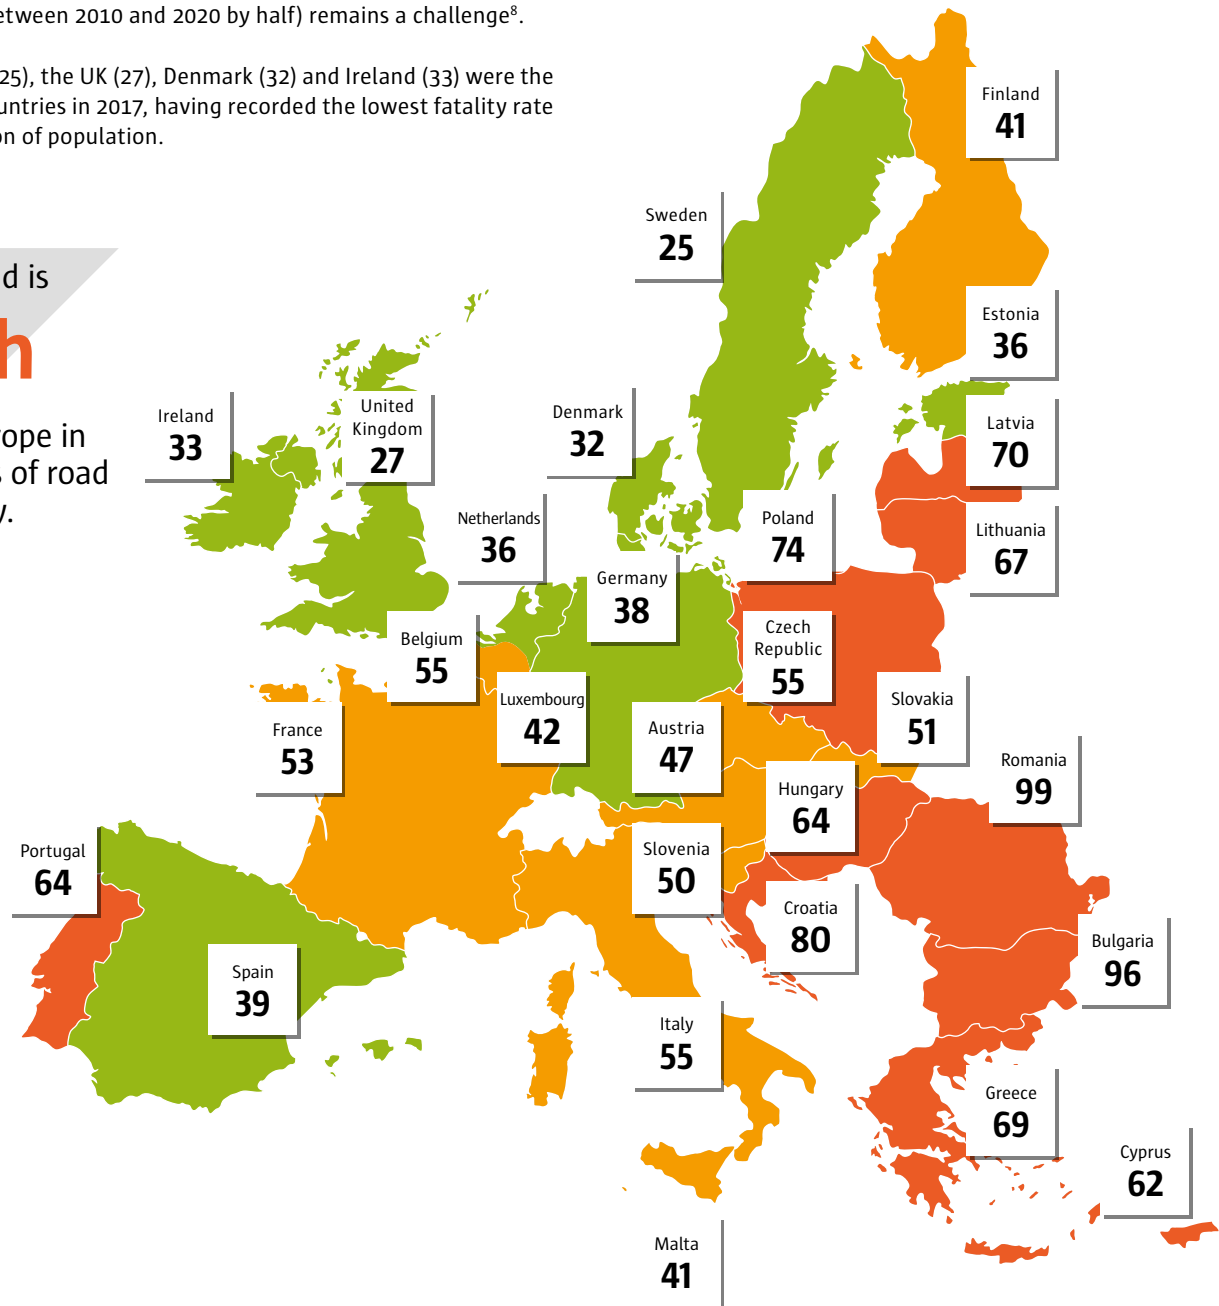 etween 2010 and 2020 by half) remains a challenge⁸.
25), the UK (27), Denmark (32) and Ireland (33) were the
ountries in 2017, having recorded the lowest fatality rate
on of population.
d is
h
rope in
s of road
y.
Finland
41
Sweden
25
Estonia
36
Ireland
33
United
Kingdom
27
Denmark
32
Latvia
70
Netherlands
36
Poland
74
Lithuania
67
Germany
38
Belgium
55
Czech
Republic
55
Luxembourg
42
Slovakia
51
France
53
Austria
47
Romania
99
Hungary
64
Portugal
64
Slovenia
50
Croatia
80
Bulgaria
96
Spain
39
Italy
55
Greece
69
Cyprus
62
Malta
41